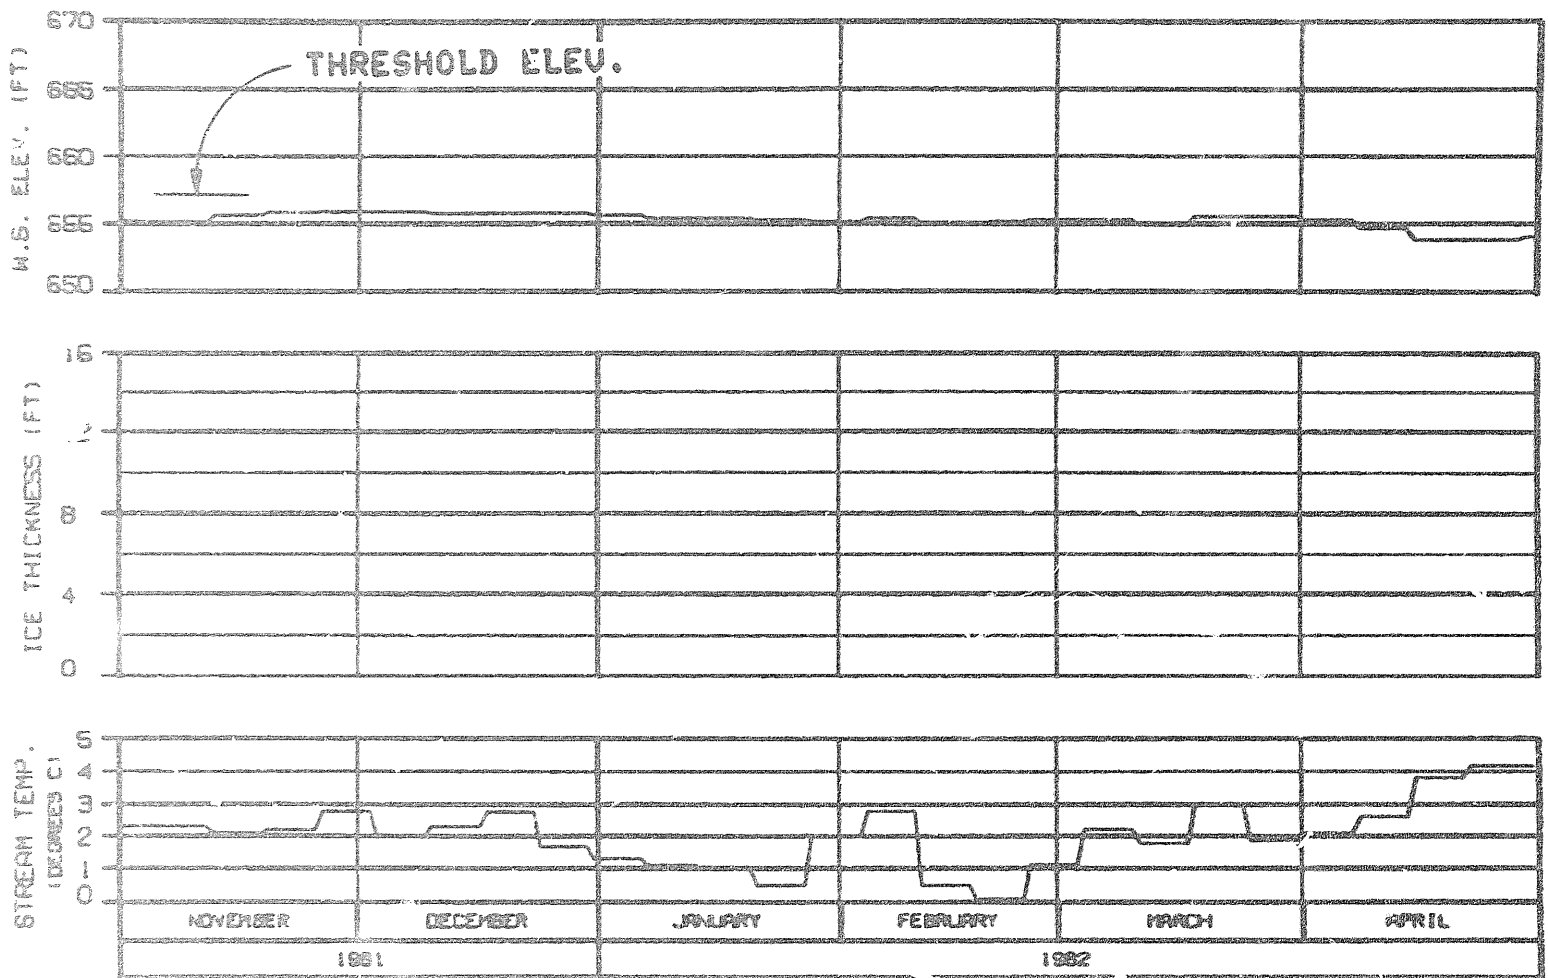 670
THRESHOLD ELEV.
665
660
655
650
W.S. ELEV. (FT)
16
8
4
0
ICE THICKNESS (FT)
5
4
3
2
1
0
STREAM TEMP.
(DEGREES C)
NOVEMBER DECEMBER JANUARY FEBRUARY MARCH APRIL
1981 1982